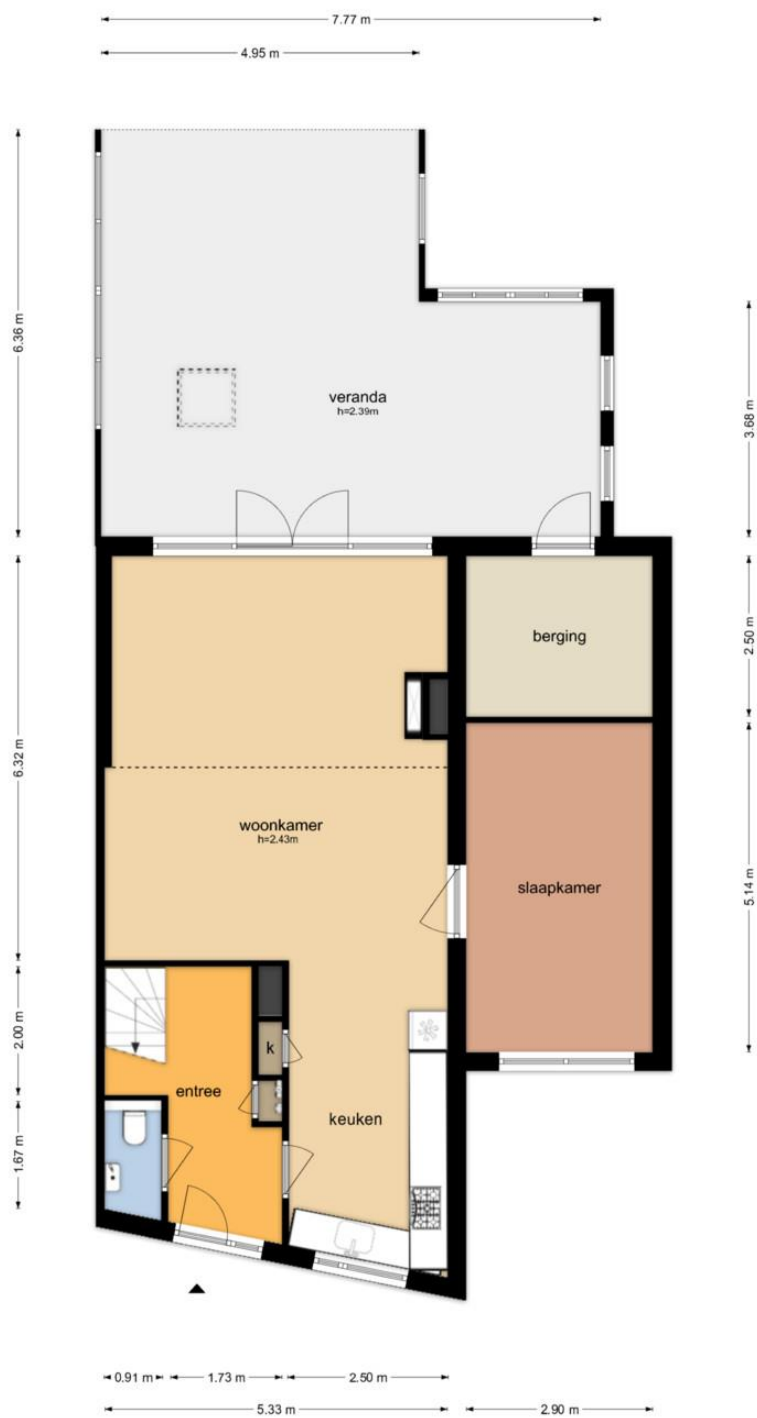 7.77 m
4.95 m
6.36 m
3.68 m
veranda
h=2.39m
2.50 m
berging
6.32 m
woonkamer
h=2.43m
slaapkamer
5.14 m
2.00 m
k
entree
keuken
1.67 m
0.91 m
1.73 m
2.50 m
5.33 m
2.90 m